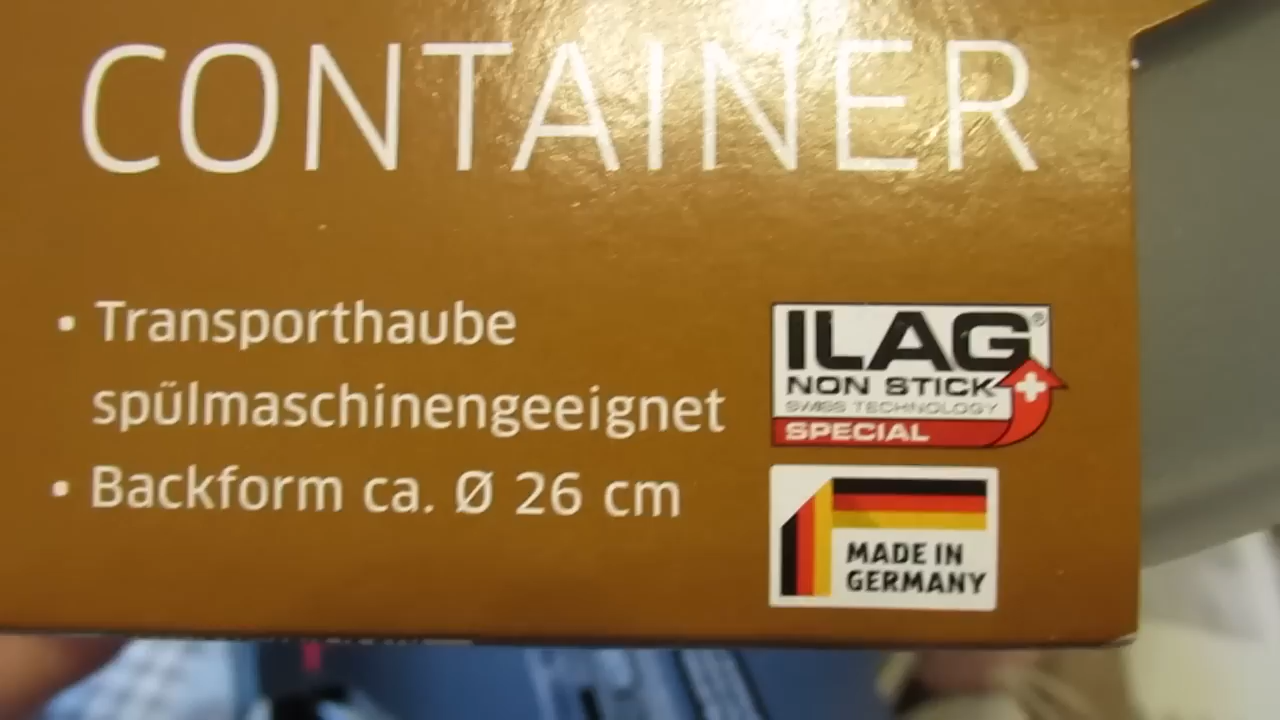 CONTAINER
• Transporthaube
spülmaschinengeeignet
• Backform ca. Ø 26 cm
ILAG®
NON STICK
SWISS TECHNOLOGY
SPECIAL
MADE IN
GERMANY